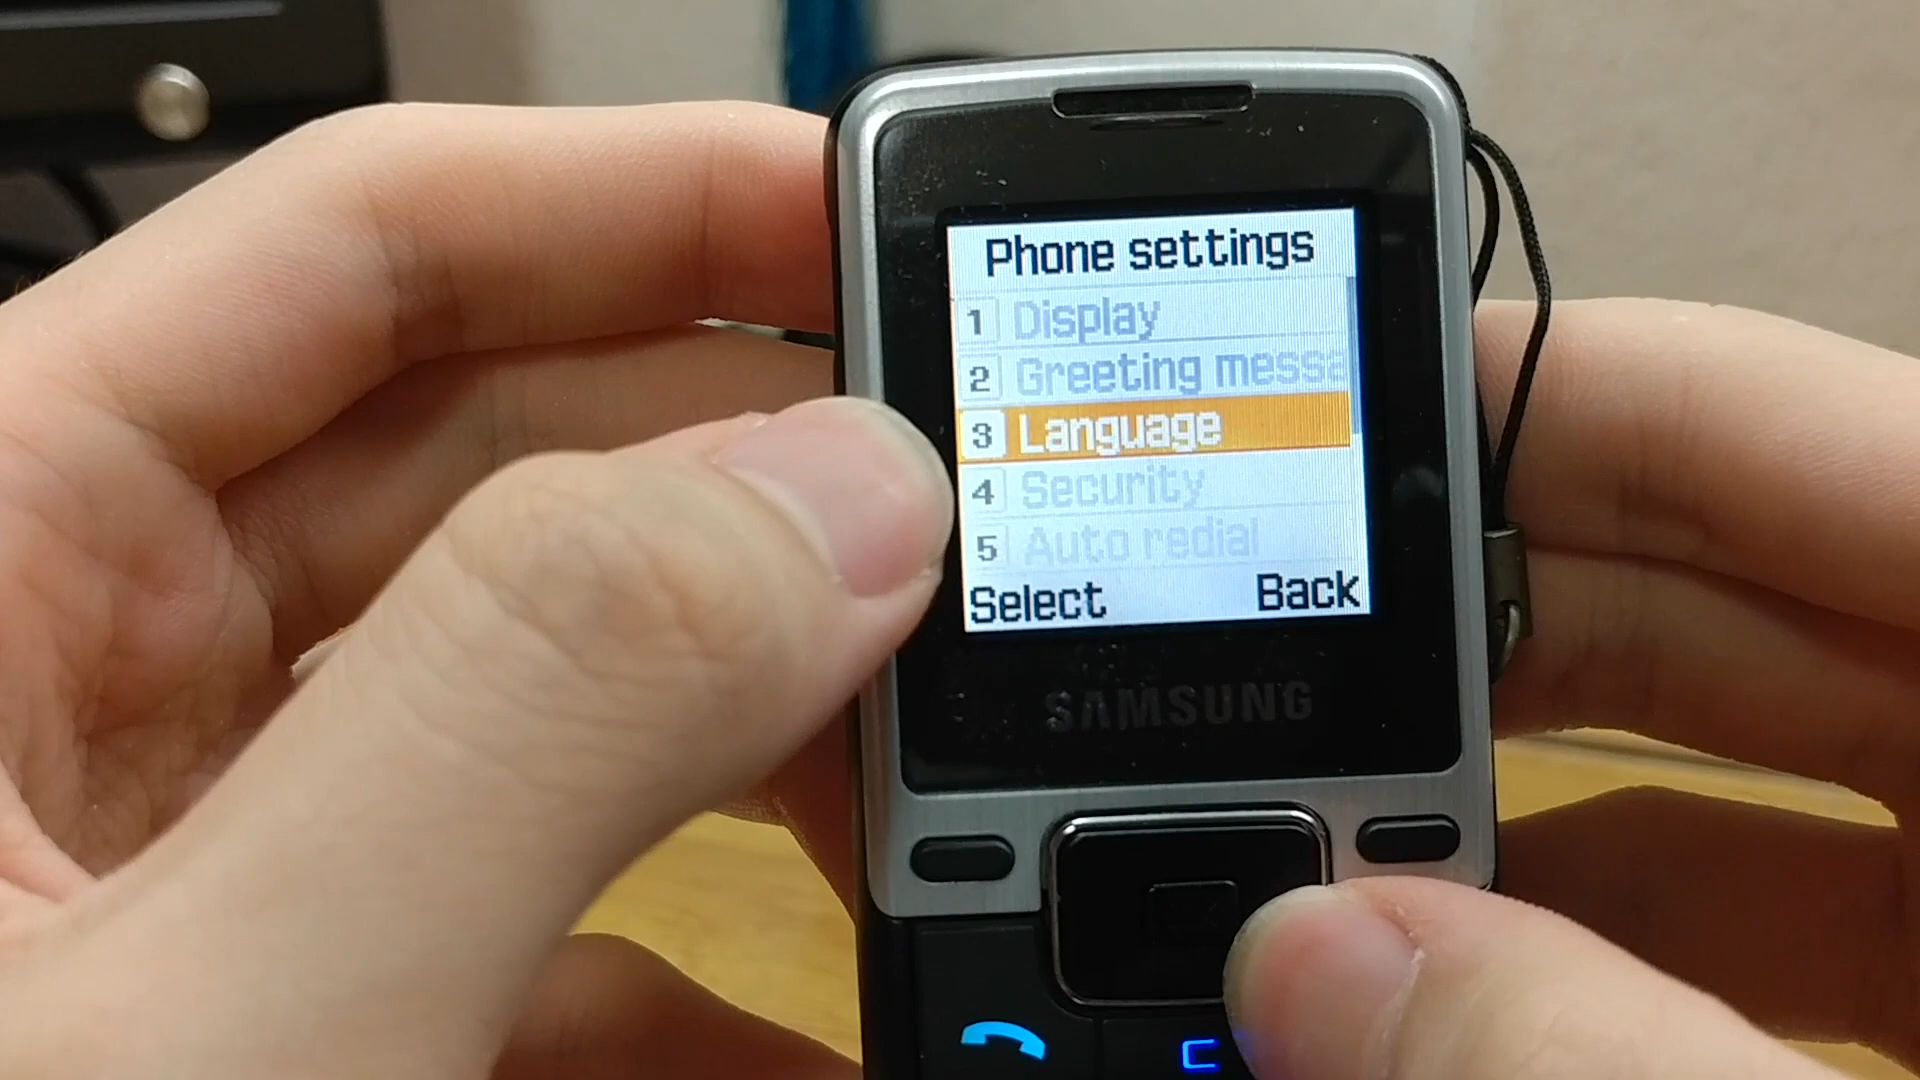 Phone settings
1 Display
2 Greeting messa
3 Language
4 Security
5 Auto redial
Select Back
SAMSUNG
C